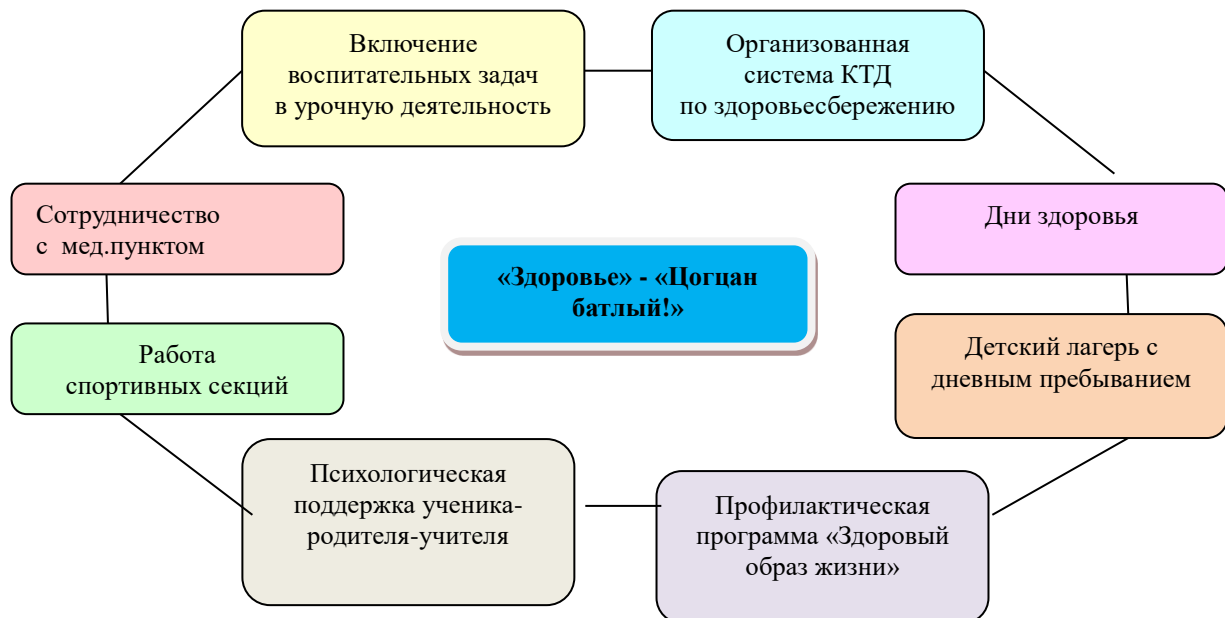 Включение
воспитательных задач
в урочную деятельность
Организованная
система КТД
по здоровьесбережению
Сотрудничество
с мед.пунктом
Дни здоровья
«Здоровье» - «Цогцан
батлый!»
Работа
спортивных секций
Детский лагерь с
дневным пребыванием
Психологическая
поддержка ученика-
родителя-учителя
Профилактическая
программа «Здоровый
образ жизни»